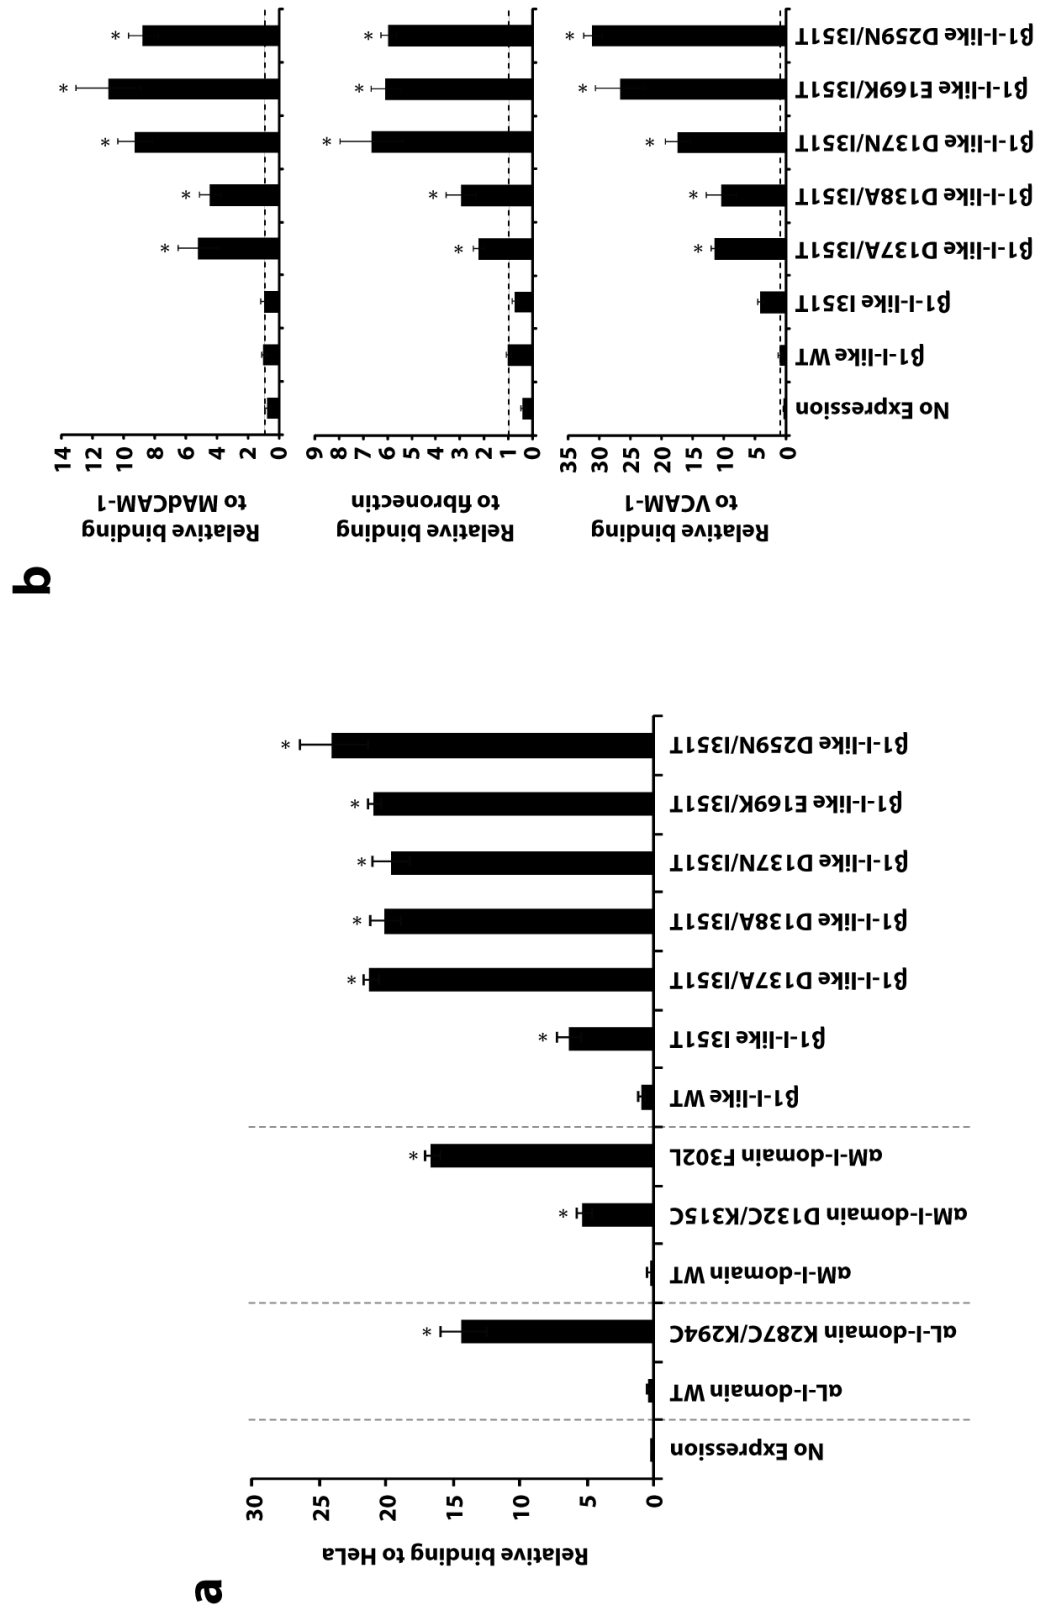 a
Relative binding to HeLa
30
25
20
15
10
5
0
No Expression
αL-I-domain WT
αL-I-domain K287C/K294C
αM-I-domain WT
αM-I-domain D132C/K315C
αM-I-domain F302L
β1-I-like WT
β1-I-like I351T
β1-I-like D137A/I351T
β1-I-like D138A/I351T
β1-I-like D137N/I351T
β1-I-like E169K/I351T
β1-I-like D259N/I351T
*
*
*
*
*
*
*
*
*
b
Relative binding
to MAdCAM-1
14
12
10
8
6
4
2
0
*
*
*
*
*
Relative binding
to fibronectin
9
8
7
6
5
4
3
2
1
0
*
*
*
*
*
Relative binding
to VCAM-1
35
30
25
20
15
10
5
0
*
*
*
*
*
No Expression
β1-I-like WT
β1-I-like I351T
β1-I-like D137A/I351T
β1-I-like D138A/I351T
β1-I-like D137N/I351T
β1-I-like E169K/I351T
β1-I-like D259N/I351T